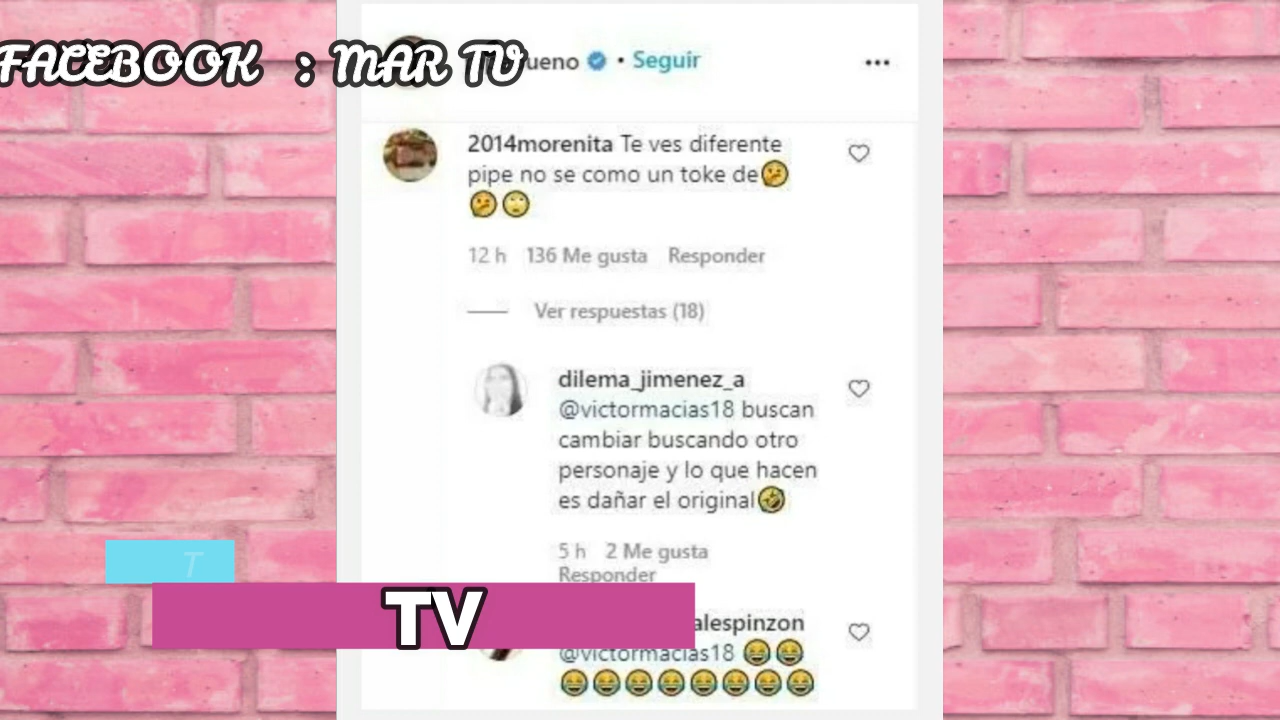 FACEBOOK : MAR TV
ueno • Seguir
2014morenita Te ves diferente
pipe no se como un toke de🤔
🤔🙄
12 h 136 Me gusta Responder
Ver respuestas (18)
dilema_jimenez_a
@victormacias18 buscan
cambiar buscando otro
personaje y lo que hacen
es dañar el original🤣
5 h 2 Me gusta
Responder
T
TV
alespinzon
@victormacias18 😂😂
😂😂😂😂😂😂😂😂